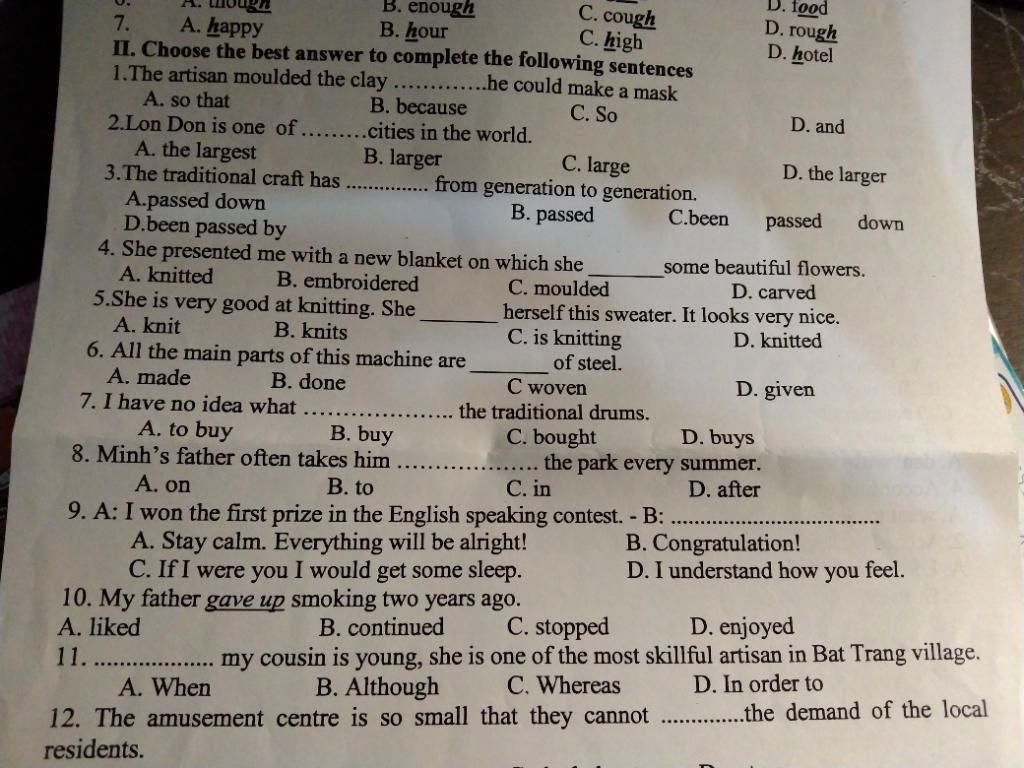 6. A. though B. enough C. cough D. food
7. A. happy B. hour C. high D. rough
D. hotel
II. Choose the best answer to complete the following sentences
1.The artisan moulded the clay .............he could make a mask
A. so that B. because C. So D. and
2.Lon Don is one of .........cities in the world.
A. the largest B. larger C. large D. the larger
3.The traditional craft has ............... from generation to generation.
A.passed down B. passed C.been passed down
D.been passed by
4. She presented me with a new blanket on which she _______some beautiful flowers.
A. knitted B. embroidered C. moulded D. carved
5.She is very good at knitting. She _______ herself this sweater. It looks very nice.
A. knit B. knits C. is knitting D. knitted
6. All the main parts of this machine are _______ of steel.
A. made B. done C woven D. given
7. I have no idea what ..................... the traditional drums.
A. to buy B. buy C. bought D. buys
8. Minh's father often takes him .................... the park every summer.
A. on B. to C. in D. after
9. A: I won the first prize in the English speaking contest. - B: ...................................
A. Stay calm. Everything will be alright! B. Congratulation!
C. If I were you I would get some sleep. D. I understand how you feel.
10. My father gave up smoking two years ago.
A. liked B. continued C. stopped D. enjoyed
11. .................... my cousin is young, she is one of the most skillful artisan in Bat Trang village.
A. When B. Although C. Whereas D. In order to
12. The amusement centre is so small that they cannot ..............the demand of the local
residents.